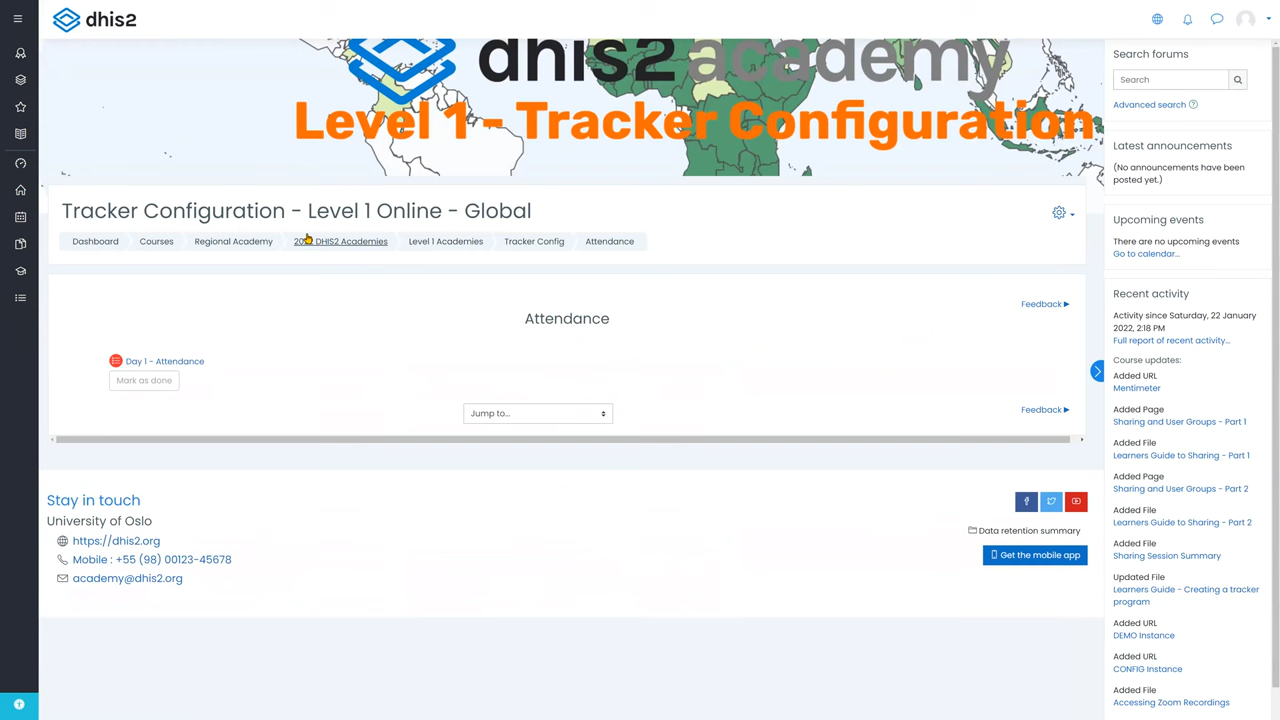 dhis2
dhis2 academy
Level 1 - Tracker Configuration
Tracker Configuration - Level 1 Online - Global
Dashboard
Courses
Regional Academy
DHIS2 Academies
Level 1 Academies
Tracker Config
Attendance
Feedback ▶
Attendance
Day 1 - Attendance
Mark as done
Jump to...
Feedback ▶
Stay in touch
University of Oslo
https://dhis2.org
Mobile : +55 (98) 00123-45678
academy@dhis2.org
Data retention summary
Get the mobile app
Search forums
Search
Advanced search
Latest announcements
(No announcements have been
posted yet.)
Upcoming events
There are no upcoming events
Go to calendar...
Recent activity
Activity since Saturday, 22 January
2022, 2:18 PM
Full report of recent activity...
Course updates:
Added URL
Mentimeter
Added Page
Sharing and User Groups - Part 1
Added File
Learners Guide to Sharing - Part 1
Added Page
Sharing and User Groups - Part 2
Added File
Learners Guide to Sharing - Part 2
Added File
Sharing Session Summary
Updated File
Learners Guide - Creating a tracker
program
Added URL
DEMO Instance
Added URL
CONFIG Instance
Added File
Accessing Zoom Recordings